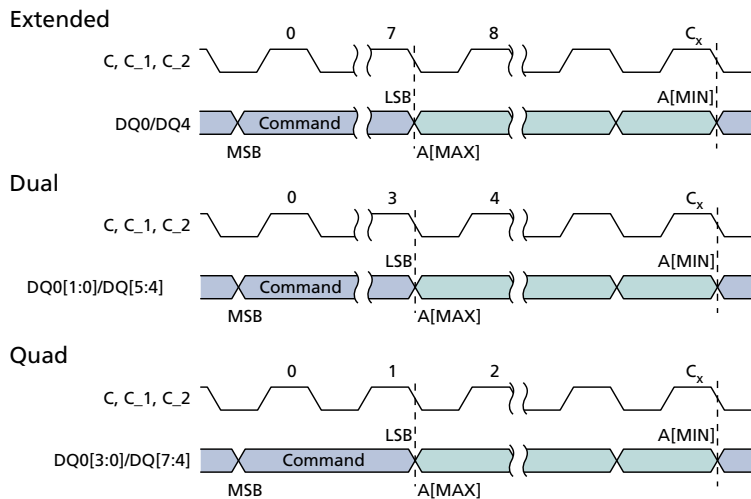 Extended
0 7 8 Cx
C, C_1, C_2
LSB A[MIN]
DQ0/DQ4 Command
MSB A[MAX]
Dual
0 3 4 Cx
C, C_1, C_2
LSB A[MIN]
DQ0[1:0]/DQ[5:4] Command
MSB A[MAX]
Quad
0 1 2 Cx
C, C_1, C_2
LSB A[MIN]
DQ0[3:0]/DQ[7:4] Command
MSB A[MAX]